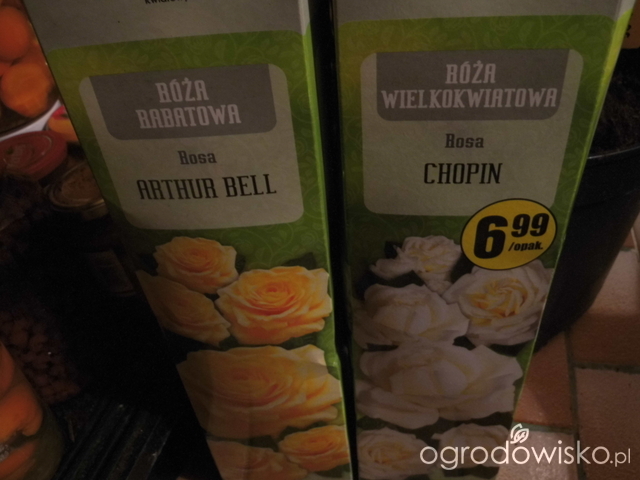 RÓŻA
RABATOWA
Rosa
ARTHUR BELL
RÓŻA
WIELKOKWIATOWA
Rosa
CHOPIN
6 99
/opak.
ogrodowisko.pl